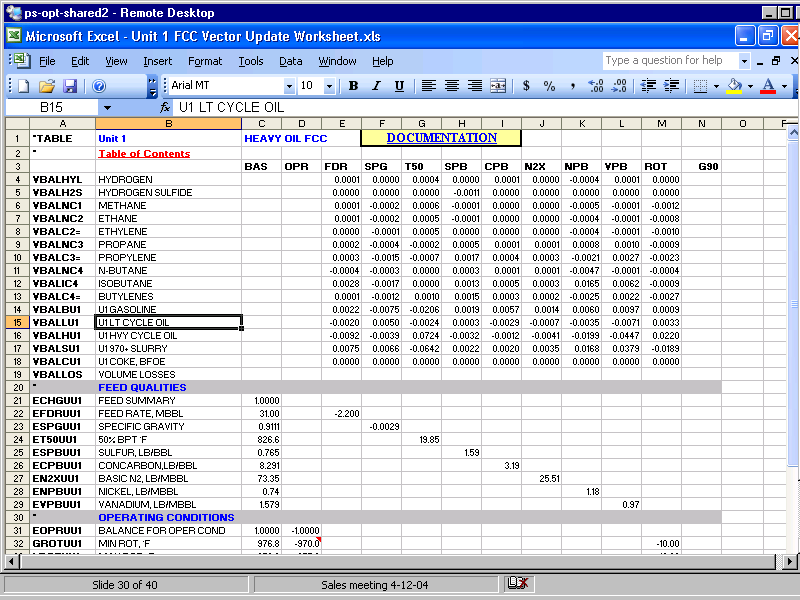 ps-opt-shared2 - Remote Desktop
Microsoft Excel - Unit 1 FCC Vector Update Worksheet.xls
File Edit View Insert Format Tools Data Window Help Type a question for help
Arial MT 10 B I U $ % ,
B15 fx U1 LT CYCLE OIL
A B C D E F G H I J K L M N O
1 *TABLE Unit 1 HEAVY OIL FCC DOCUMENTATION
2 * Table of Contents
3 BAS OPR FDR SPG T50 SPB CPB N2X NPB VPB ROT G90
4 VBALHYL HYDROGEN 0.0001 0.0000 0.0004 0.0000 0.0001 0.0000 -0.0004 0.0001 0.0000
5 VBALH2S HYDROGEN SULFIDE 0.0000 0.0000 0.0000 -0.0011 0.0000 0.0000 0.0000 0.0000 0.0000
6 VBALNC1 METHANE 0.0001 -0.0002 0.0006 -0.0001 0.0000 0.0000 -0.0005 -0.0001 -0.0012
7 VBALNC2 ETHANE 0.0001 -0.0002 0.0005 -0.0001 0.0000 0.0000 -0.0004 -0.0001 -0.0008
8 VBALC2= ETHYLENE 0.0000 -0.0001 0.0005 0.0000 0.0000 0.0000 -0.0004 -0.0001 -0.0010
9 VBALNC3 PROPANE 0.0002 -0.0004 -0.0002 0.0005 0.0001 0.0001 0.0008 0.0010 -0.0009
10 VBALC3= PROPYLENE 0.0003 -0.0015 -0.0007 0.0017 0.0004 0.0003 -0.0021 0.0027 -0.0023
11 VBALNC4 N-BUTANE -0.0004 -0.0003 0.0000 -0.0003 0.0000 0.0001 -0.0047 -0.0001 -0.0004
12 VBALIC4 ISOBUTANE 0.0028 -0.0017 0.0000 0.0013 0.0005 0.0003 0.0165 0.0062 -0.0009
13 VBALC4= BUTYLENES 0.0001 -0.0012 0.0010 0.0015 0.0003 -0.0002 -0.0025 0.0022 -0.0027
14 VBALBU1 U1 GASOLINE 0.0022 -0.0075 -0.0206 0.0019 0.0057 0.0014 0.0060 0.0097 0.0009
15 VBALLU1 U1 LT CYCLE OIL -0.0020 0.0050 -0.0024 0.0003 -0.0029 -0.0007 -0.0035 -0.0071 0.0033
16 VBALHU1 U1 HVY CYCLE OIL -0.0092 -0.0039 0.0724 -0.0032 -0.0012 -0.0041 -0.0199 -0.0447 0.0220
17 VBALSU1 U1 970+ SLURRY 0.0075 0.0066 -0.0642 0.0022 0.0020 0.0035 0.0168 0.0379 -0.0189
18 VBALCU1 U1 COKE, BFOE 0.0000 0.0000 0.0000 0.0000 0.0000 0.0000 0.0000 0.0000 0.0000
19 VBALLOS VOLUME LOSSES
20 * FEED QUALITIES
21 ECHGUU1 FEED SUMMARY 1.0000
22 EFDRUU1 FEED RATE, MBBL 31.00 -2.200
23 ESPGUU1 SPECIFIC GRAVITY 0.9111 -0.0029
24 ET50UU1 50% BPT 'F 826.6 19.85
25 ESPBUU1 SULFUR, LB/BBL 0.765 1.59
26 ECPBUU1 CONCARBON,LB/BBL 8.291 3.19
27 EN2XUU1 BASIC N2, LB/MBBL 73.35 25.51
28 ENPBUU1 NICKEL, LB/MBBL 0.74 1.18
29 EVPBUU1 VANADIUM, LB/MBBL 1.579 0.97
30 * OPERATING CONDITIONS
31 EOPRUU1 BALANCE FOR OPER COND 1.0000 -1.0000
32 GROTUU1 MIN ROT, 'F 976.8 -970.0 -10.00
Slide 30 of 40 Sales meeting 4-12-04